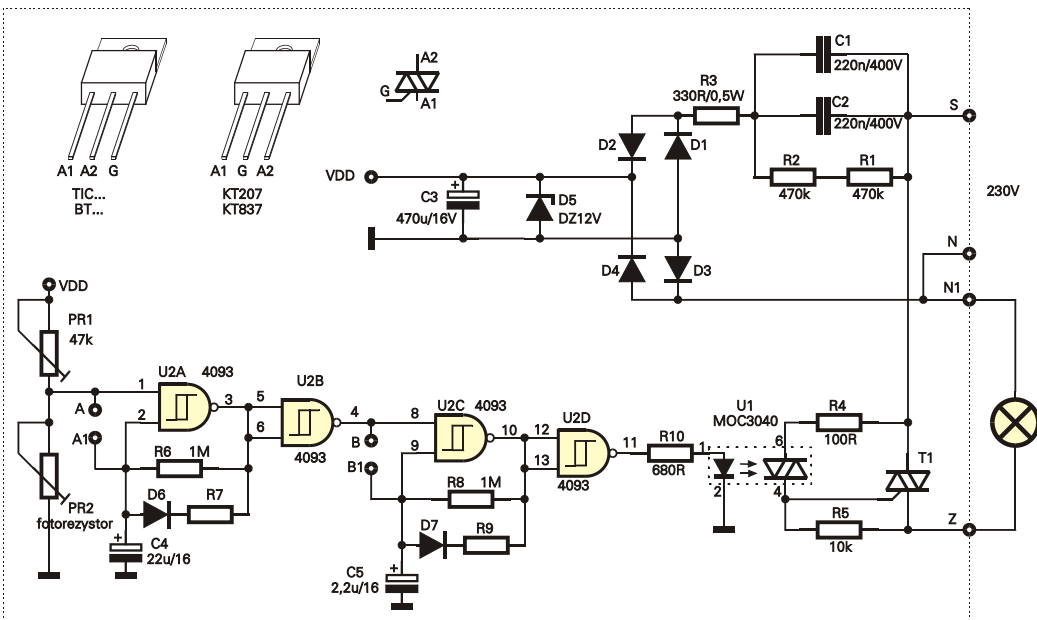 A1 A2 G
TIC...
BT...
A1 G A2
KT207
KT837
A2
G
A1
C1
220n/400V
R3
330R/0,5W
C2
220n/400V
S
D2
D1
R2
470k
R1
470k
230V
VDD
+
C3
470u/16V
D5
DZ12V
D4
D3
N
N1
VDD
PR1
47k
A
A1
PR2
fotorezystor
U2A 4093
1
2
3
R6 1M
D6
R7
+
C4
22u/16
U2B
5
6
4
4093
B
B1
U2C 4093
8
9
10
R8 1M
D7
R9
+
C5
2,2u/16
U2D
12
13
11
4093
R10
680R
U1
MOC3040
1
2
6
4
R4
100R
T1
R5
10k
Z